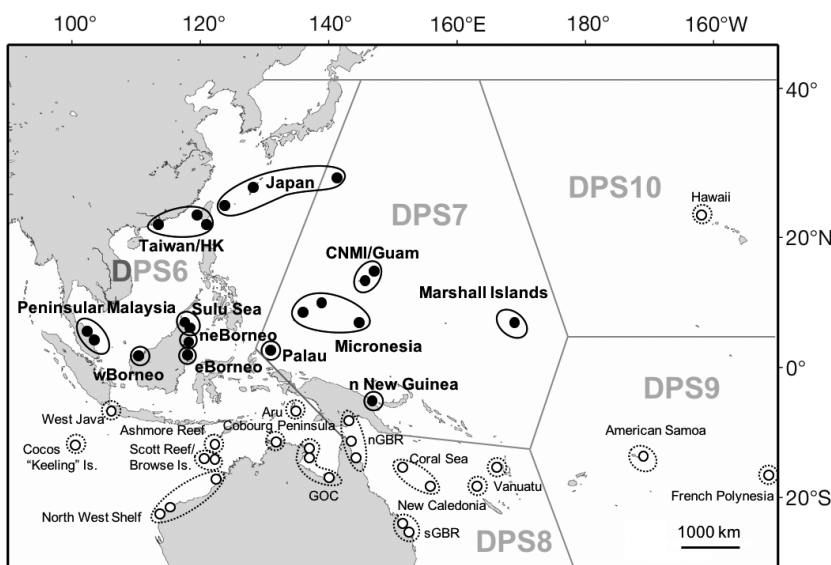 100° 120° 140° 160° 180° 160°W
40°
DPS10
Hawaii
Japan
DPS7
20°N
Taiwan/HK
CNMI/Guam
DPS6
Marshall Islands
Peninsular Malaysia
Sulu Sea
neBorneo
Micronesia
Palau
0°
wBorneo
eBorneo
n New Guinea
DPS9
West Java
Ashmore Reef
Aru
Cobourg Peninsula
American Samoa
Cocos
"Keeling" Is.
Scott Reef/
Browse Is.
nGBR
Coral Sea
Vanuatu
French Polynesia
GOC
New Caledonia
20°S
North West Shelf
sGBR
DPS8
1000 km